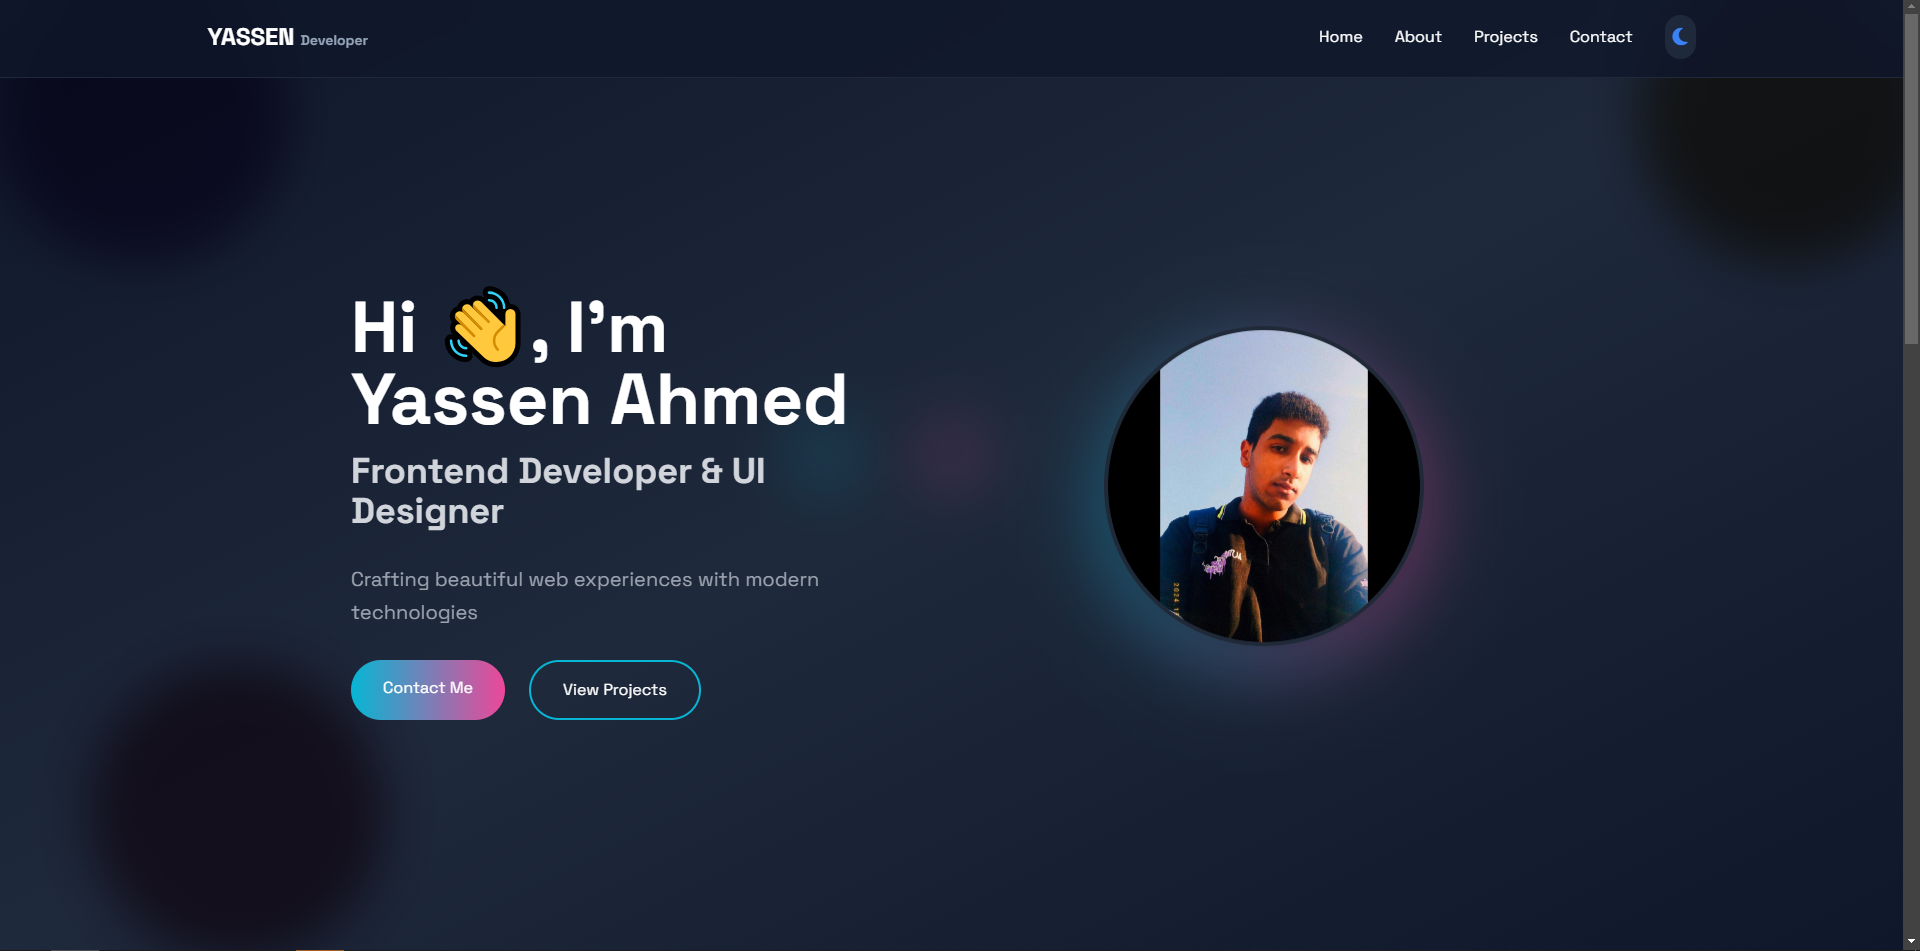 YASSEN Developer
Home About Projects Contact
Hi 👋, I'm
Yassen Ahmed
Frontend Developer & UI
Designer
Crafting beautiful web experiences with modern
technologies
Contact Me
View Projects